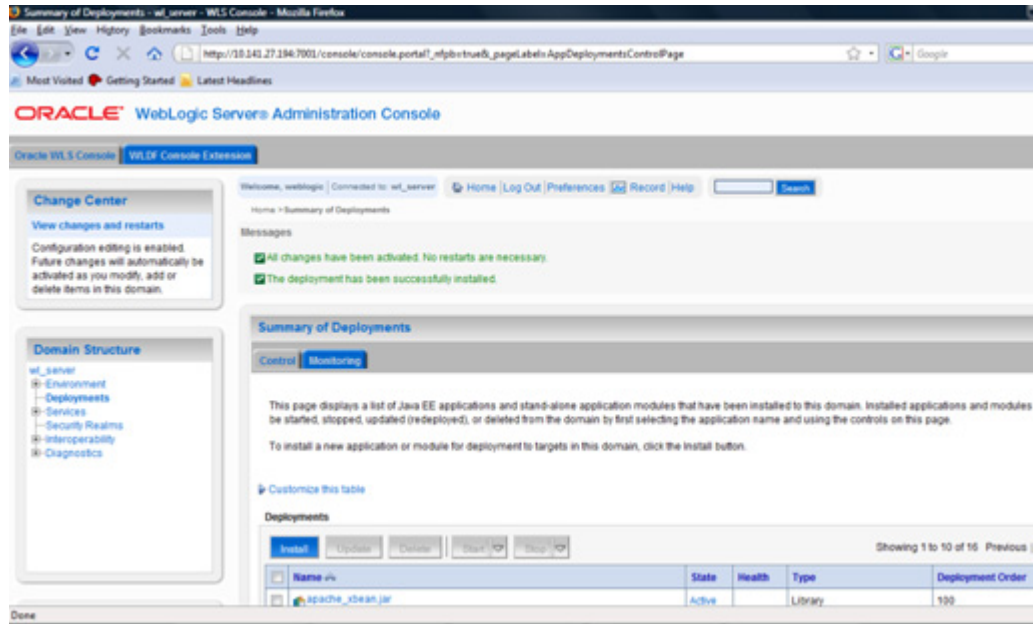 Summary of Deployments - wl_server - WLS Console - Mozilla Firefox
File Edit View History Bookmarks Tools Help
http://10.141.27.194:7001/console/console.portal?_nfpb=true&_pageLabel=AppDeploymentsControlPage
Google
Most Visited Getting Started Latest Headlines
ORACLE WebLogic Server® Administration Console
Oracle WLS Console WLDF Console Extension
Change Center
View changes and restarts
Configuration editing is enabled.
Future changes will automatically be
activated as you modify, add or
delete items in this domain.
Domain Structure
wl_server
Environment
Deployments
Services
Security Realms
Interoperability
Diagnostics
Welcome, weblogic Connected to: wl_server Home Log Out Preferences Record Help Search
Home > Summary of Deployments
Messages
All changes have been activated. No restarts are necessary.
The deployment has been successfully installed.
Summary of Deployments
Control Monitoring
This page displays a list of Java EE applications and stand-alone application modules that have been installed to this domain. Installed applications and modules
be started, stopped, updated (redeployed), or deleted from the domain by first selecting the application name and using the controls on this page.
To install a new application or module for deployment to targets in this domain, click the Install button.
Customize this table
Deployments
Install Update Delete Start Stop Showing 1 to 10 of 16 Previous
Name State Health Type Deployment Order
apache_xbean.jar Active Library 100
Done